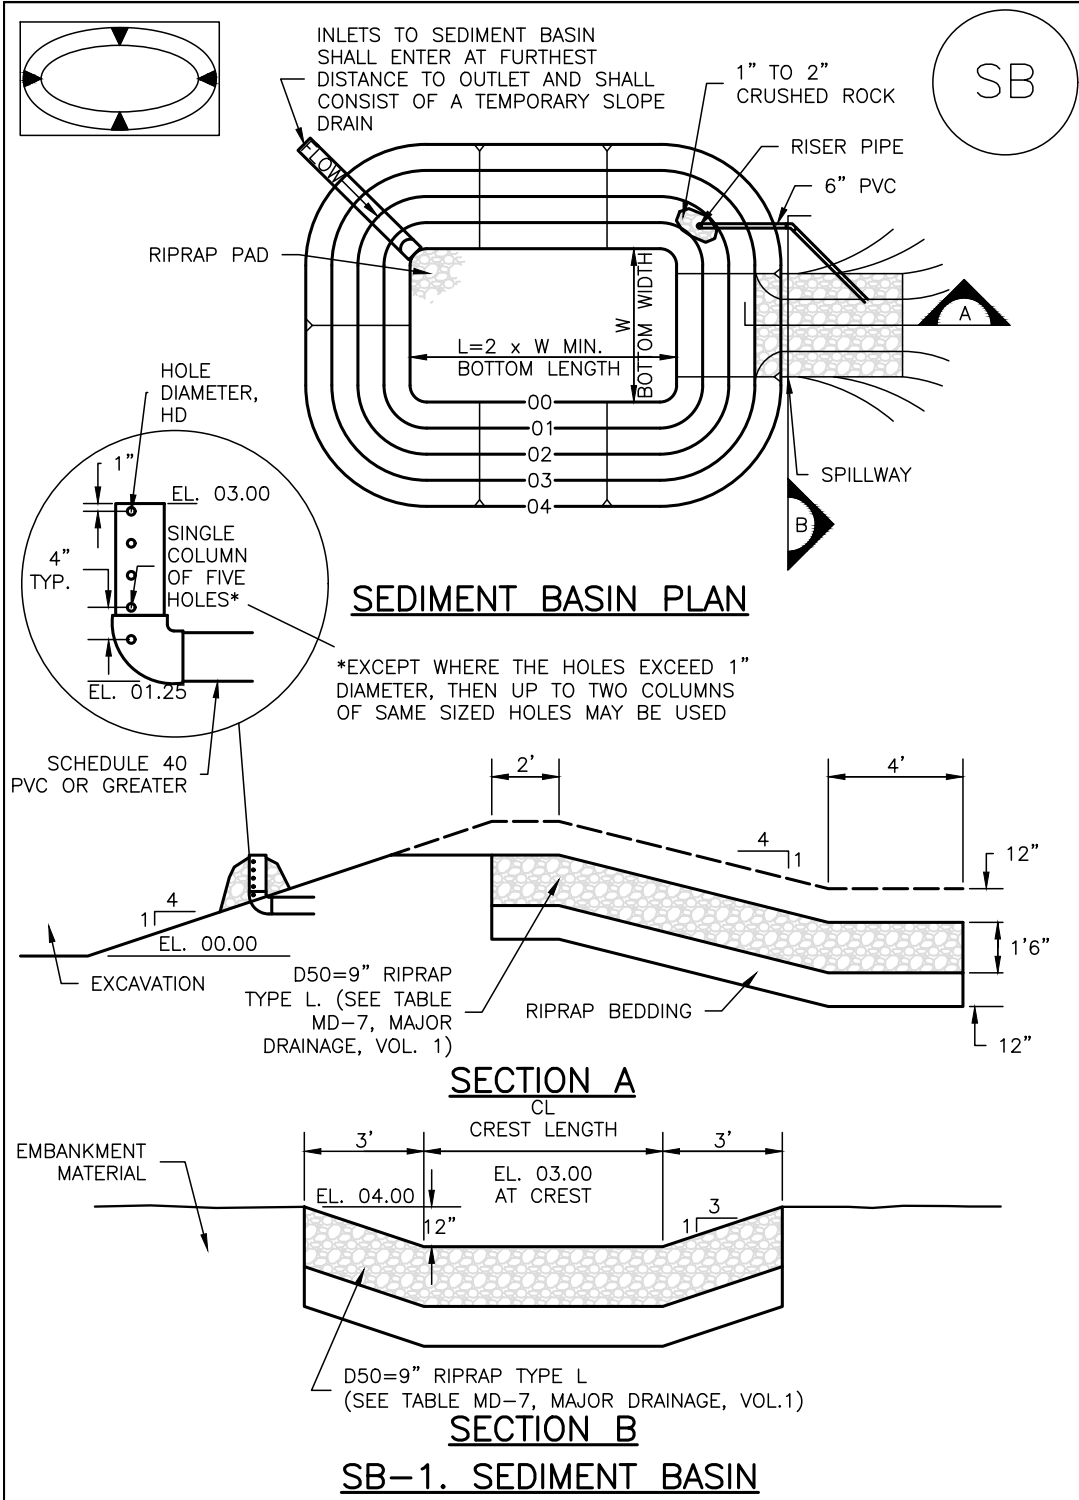 INLETS TO SEDIMENT BASIN
SHALL ENTER AT FURTHEST
DISTANCE TO OUTLET AND SHALL
CONSIST OF A TEMPORARY SLOPE
DRAIN
1” TO 2”
CRUSHED ROCK
SB
RISER PIPE
6” PVC
FLOW
RIPRAP PAD
W
BOTTOM WIDTH
L=2 x W MIN.
BOTTOM LENGTH
A
00
01
02
03
04
SPILLWAY
B
HOLE
DIAMETER,
HD
1”
EL. 03.00
4”
TYP.
SINGLE
COLUMN
OF FIVE
HOLES*
EL. 01.25
SEDIMENT BASIN PLAN
*EXCEPT WHERE THE HOLES EXCEED 1”
DIAMETER, THEN UP TO TWO COLUMNS
OF SAME SIZED HOLES MAY BE USED
SCHEDULE 40
PVC OR GREATER
2'
4'
4
1
12”
4
1
EL. 00.00
1'6”
EXCAVATION
D50=9” RIPRAP
TYPE L. (SEE TABLE
MD-7, MAJOR
DRAINAGE, VOL. 1)
RIPRAP BEDDING
12”
SECTION A
CL
CREST LENGTH
EMBANKMENT
MATERIAL
3'
3'
EL. 04.00
EL. 03.00
AT CREST
12”
3
1
D50=9” RIPRAP TYPE L
(SEE TABLE MD-7, MAJOR DRAINAGE, VOL.1)
SECTION B
SB-1. SEDIMENT BASIN